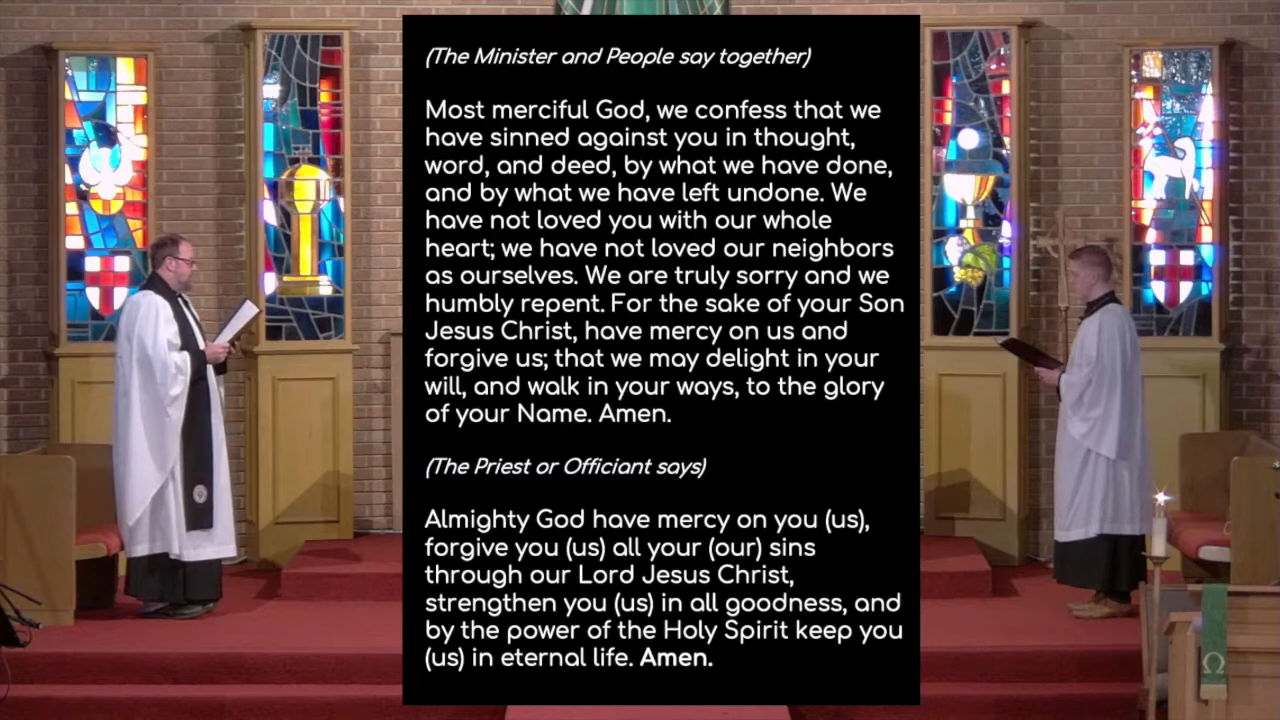 (The Minister and People say together)
Most merciful God, we confess that we
have sinned against you in thought,
word, and deed, by what we have done,
and by what we have left undone. We
have not loved you with our whole
heart; we have not loved our neighbors
as ourselves. We are truly sorry and we
humbly repent. For the sake of your Son
Jesus Christ, have mercy on us and
forgive us; that we may delight in your
will, and walk in your ways, to the glory
of your Name. Amen.
(The Priest or Officiant says)
Almighty God have mercy on you (us),
forgive you (us) all your (our) sins
through our Lord Jesus Christ,
strengthen you (us) in all goodness, and
by the power of the Holy Spirit keep you
(us) in eternal life. Amen.
Ω